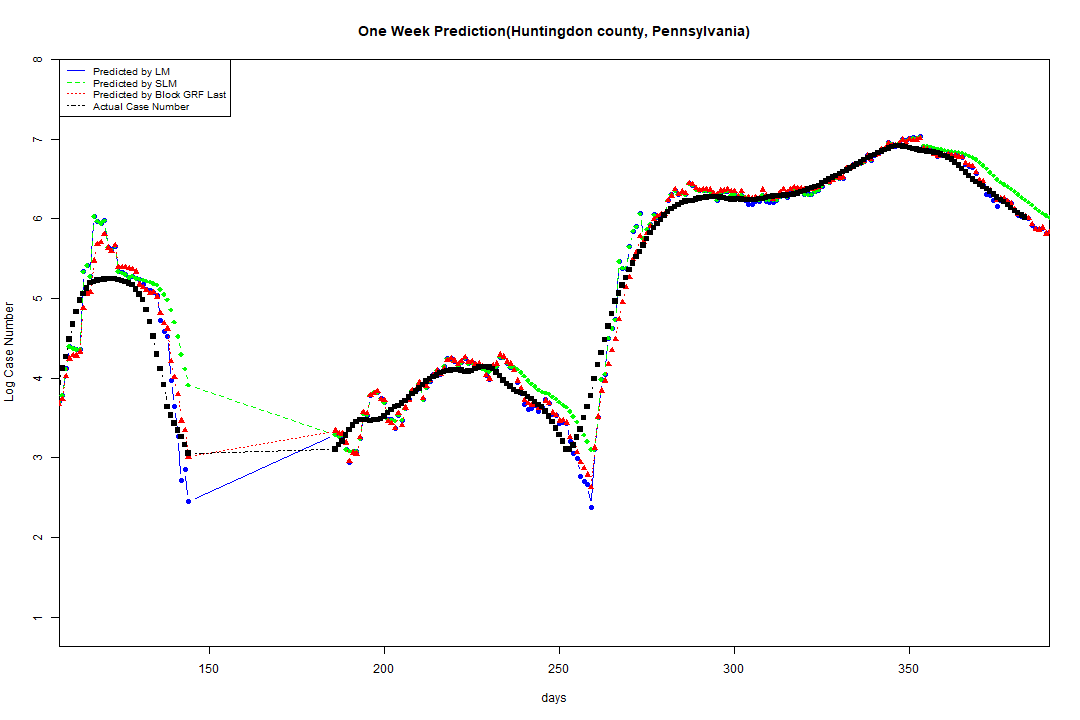 One Week Prediction(Huntingdon county, Pennsylvania)
Predicted by LM
Predicted by SLM
Predicted by Block GRF Last
Actual Case Number
8
7
6
5
4
3
2
1
Log Case Number
150 200 250 300 350
days